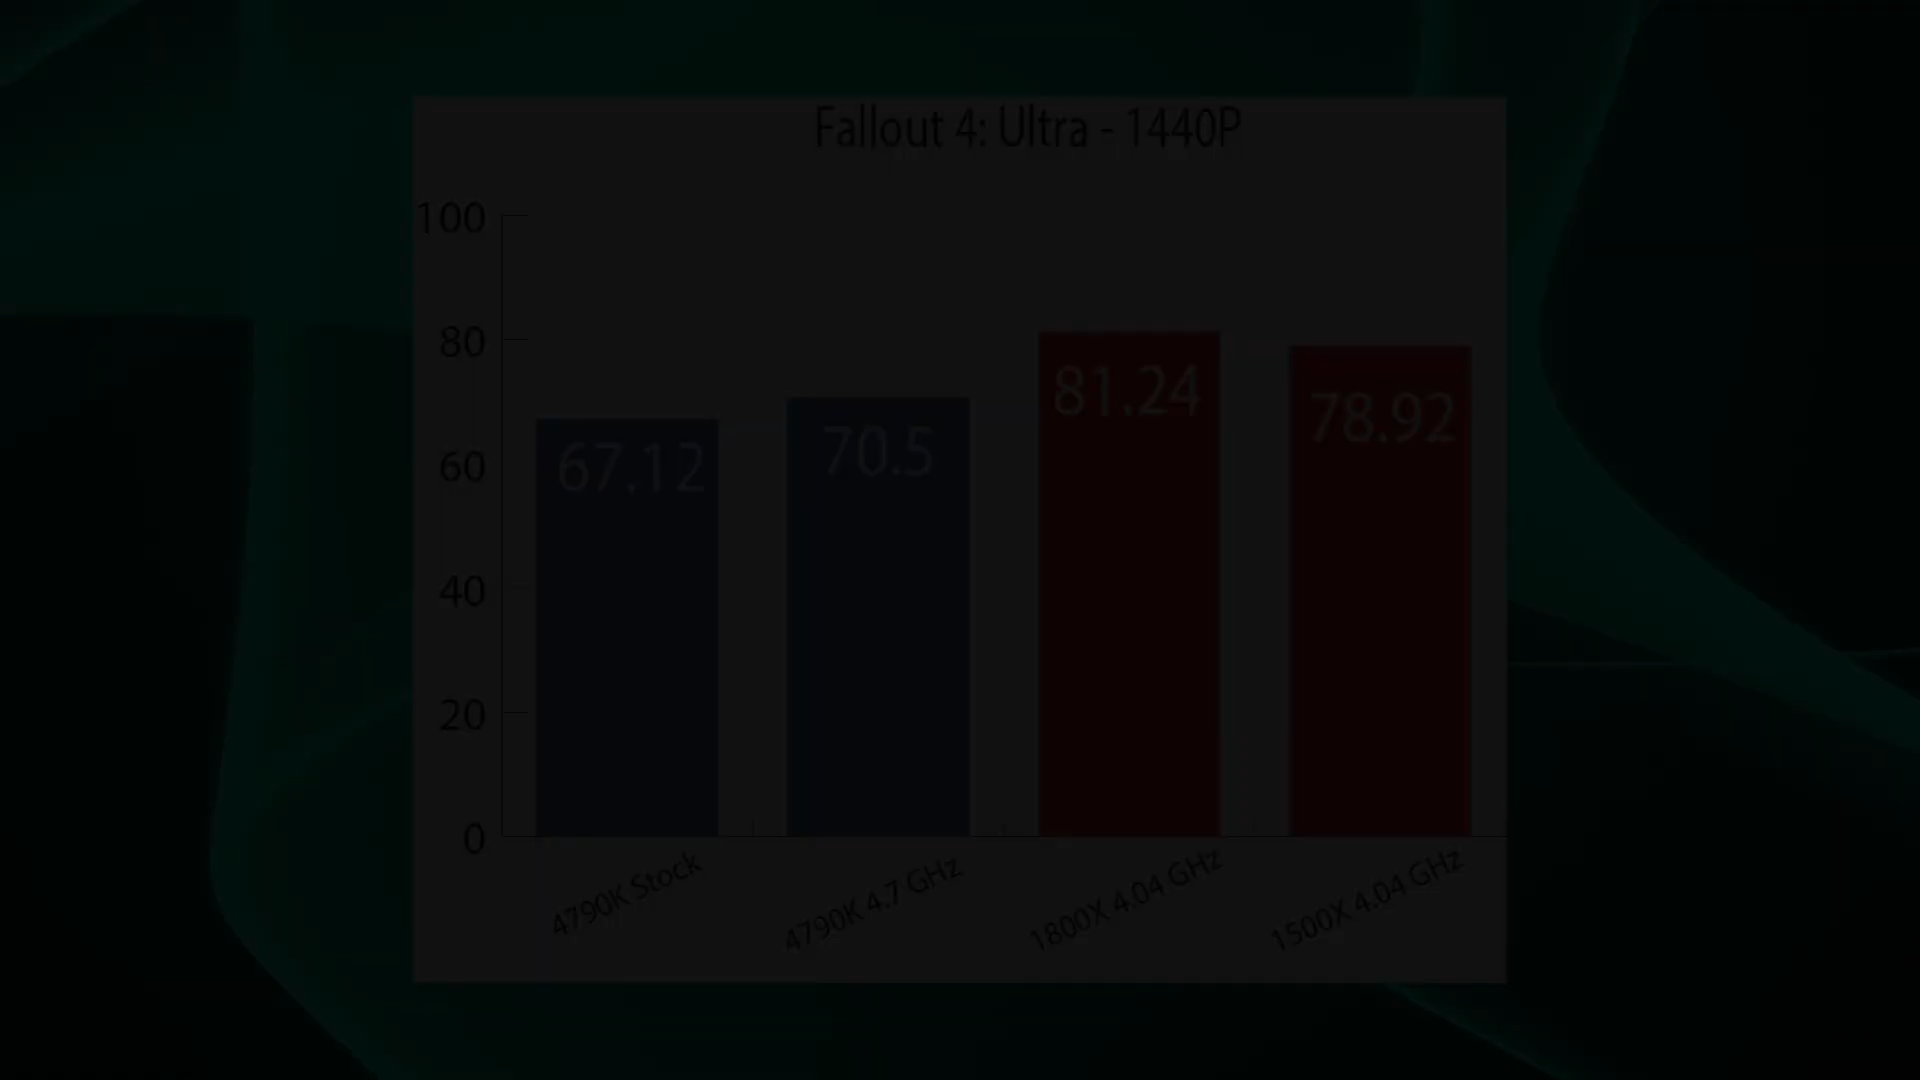 Fallout 4: Ultra - 1440P
100
80
60
40
20
0
67.12
70.5
81.24
78.92
4790K Stock
4790K 4.7 GHz
1800X 4.04 GHz
1500X 4.04 GHz